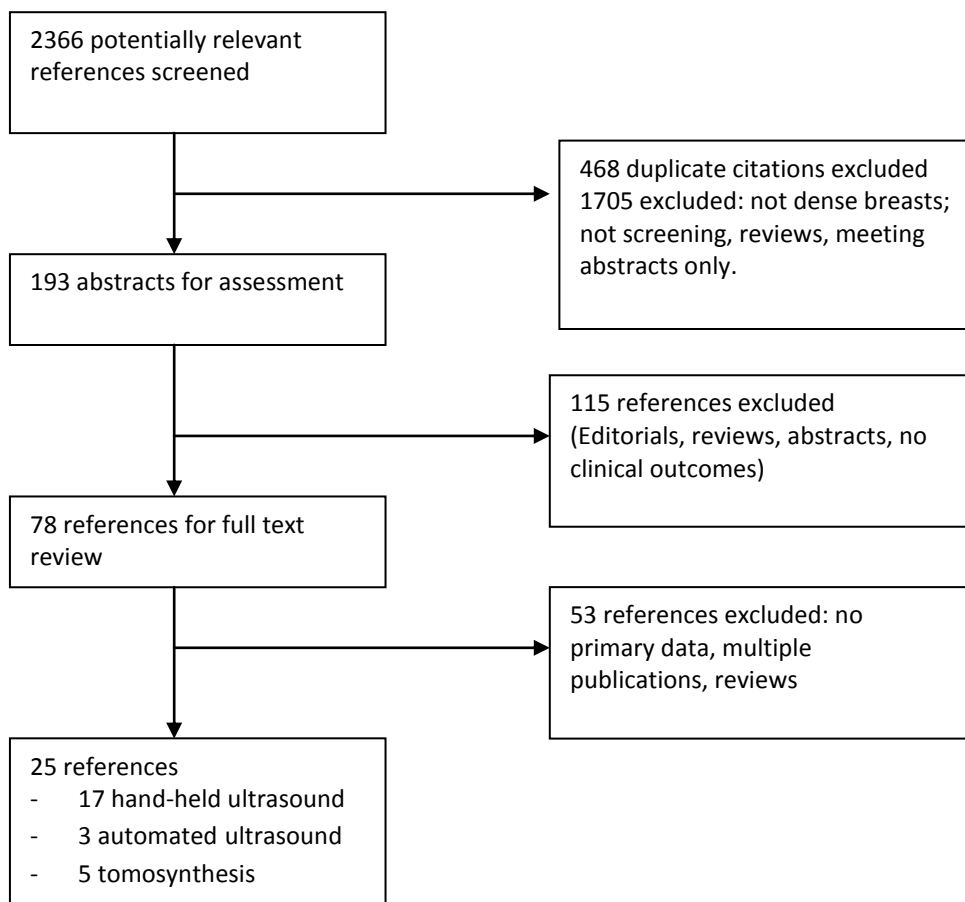 2366 potentially relevant
references screened
468 duplicate citations excluded
1705 excluded: not dense breasts;
not screening, reviews, meeting
abstracts only.
193 abstracts for assessment
115 references excluded
(Editorials, reviews, abstracts, no
clinical outcomes)
78 references for full text
review
53 references excluded: no
primary data, multiple
publications, reviews
25 references
- 17 hand-held ultrasound
- 3 automated ultrasound
- 5 tomosynthesis